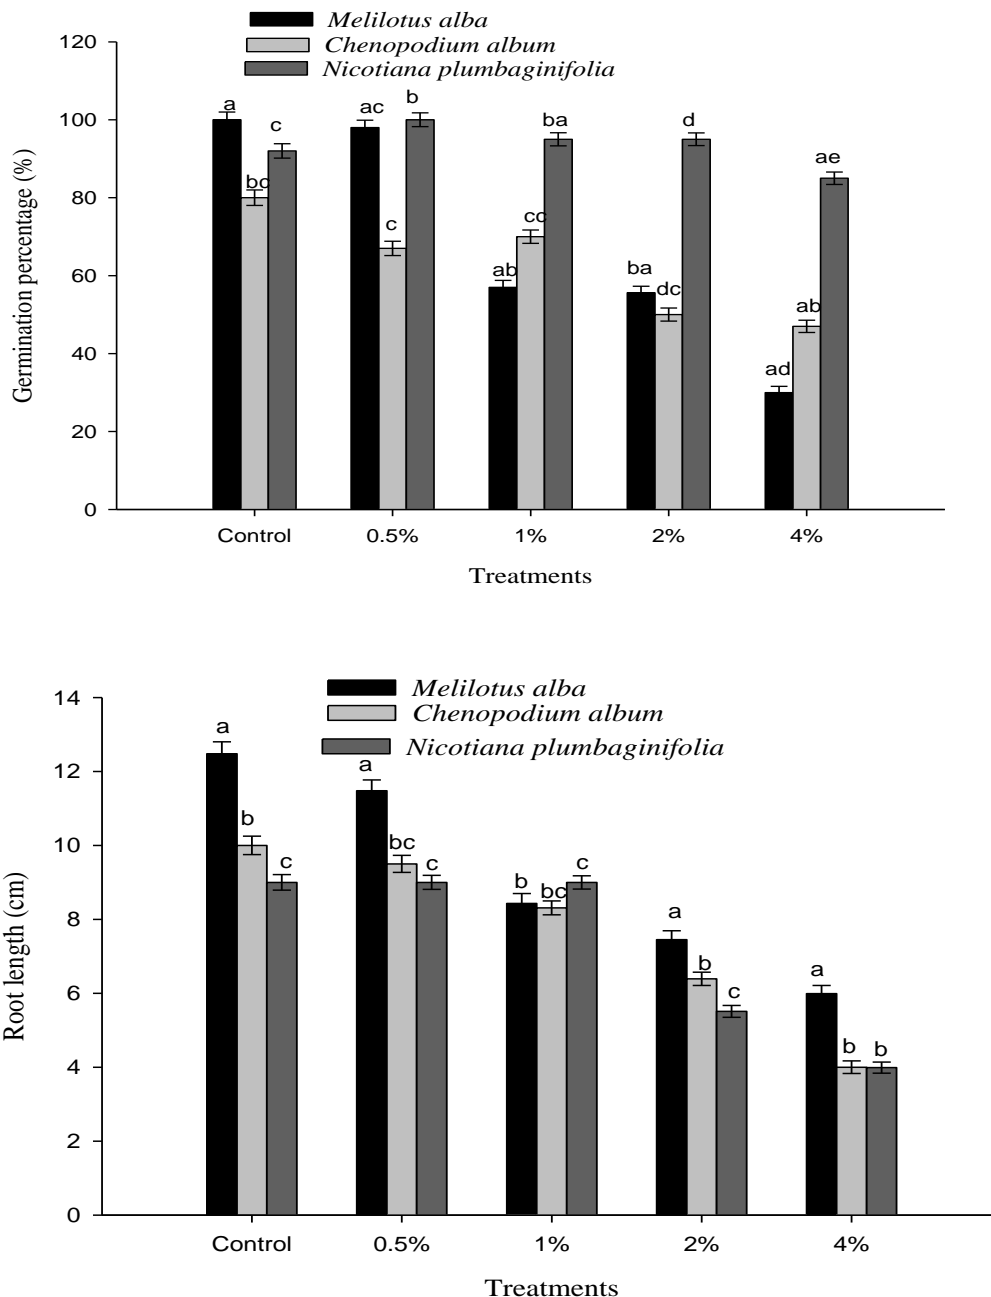 Melilotus alba
Chenopodium album
Nicotiana plumbaginifolia
Germination percentage (%)
120
100
80
60
40
20
0
a
bc
c
ac
c
b
ab
cc
ba
ba
dc
d
ad
ab
ae
Control 0.5% 1% 2% 4%
Treatments
Melilotus alba
Chenopodium album
Nicotiana plumbaginifolia
Root length (cm)
14
12
10
8
6
4
2
0
a
b
c
a
bc
c
b
bc
c
a
b
c
a
b
b
Control 0.5% 1% 2% 4%
Treatments